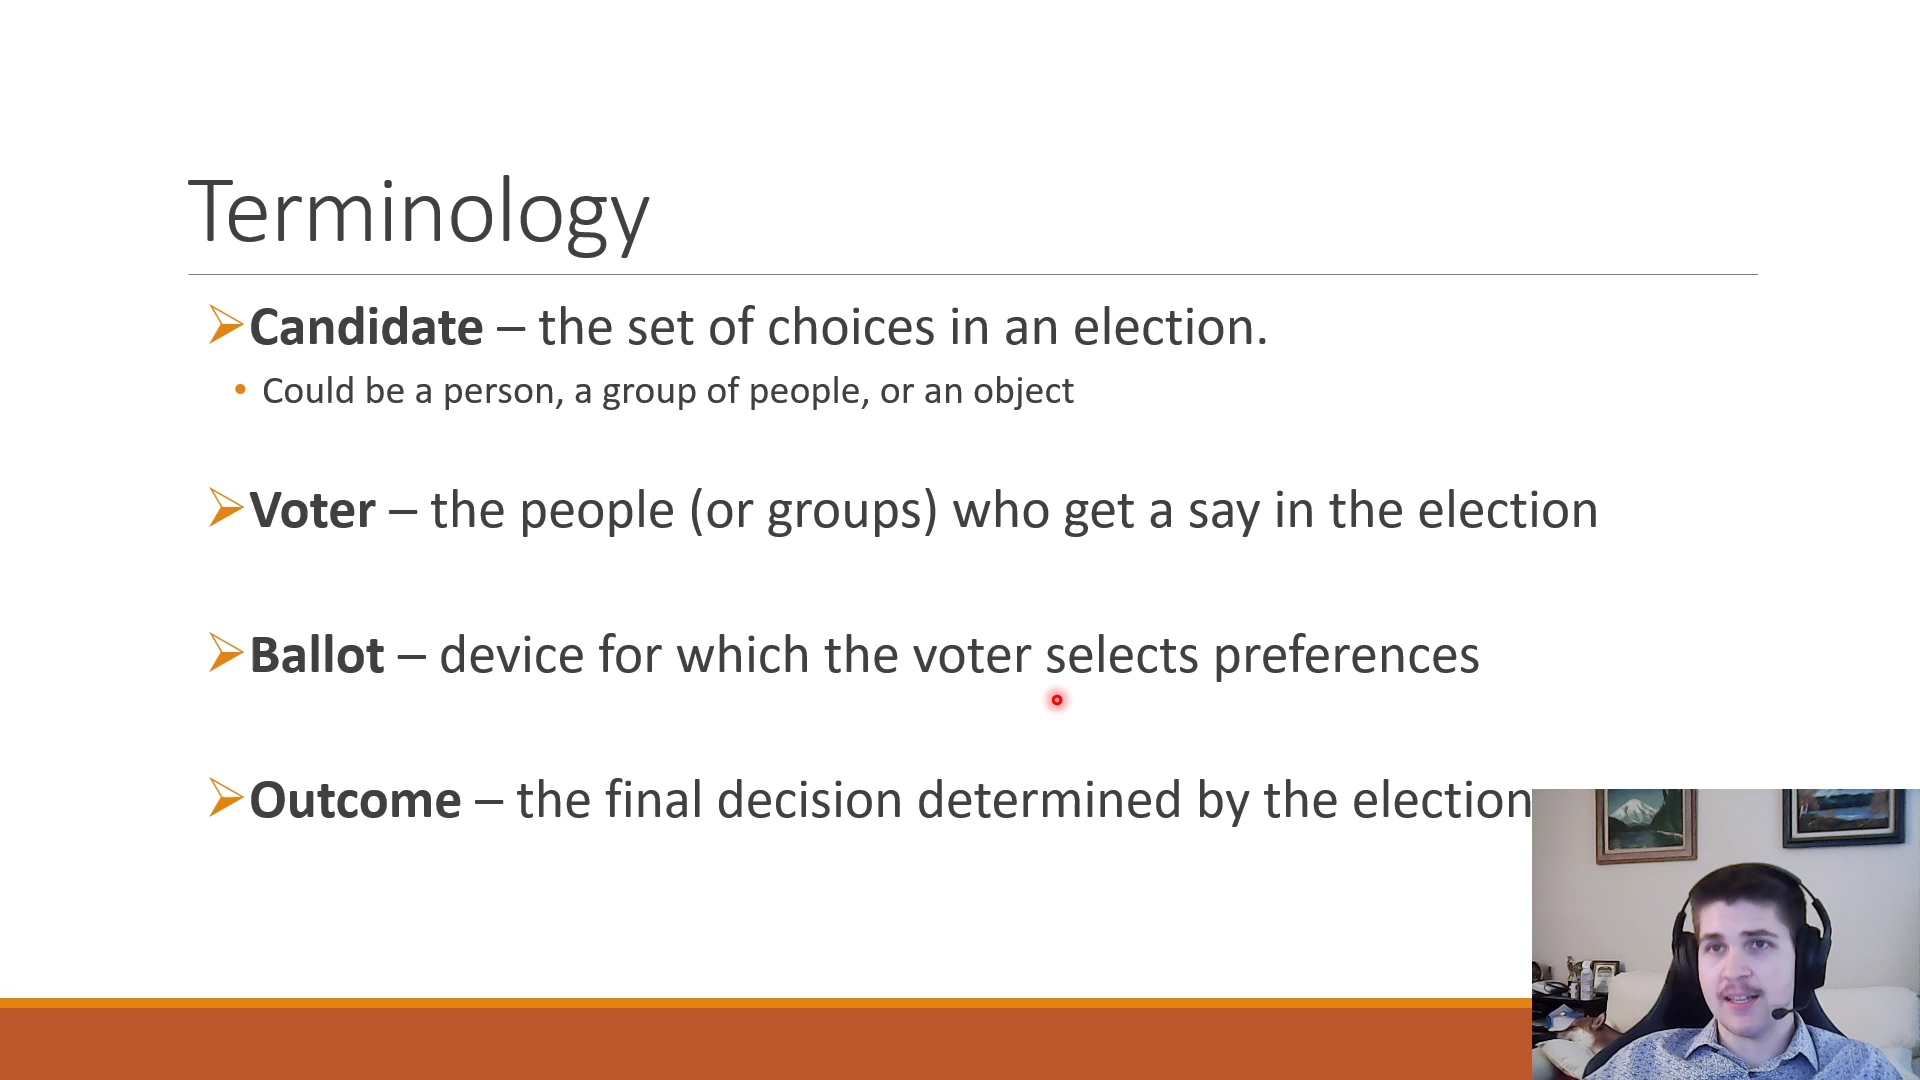 Terminology
Candidate – the set of choices in an election.
Could be a person, a group of people, or an object
Voter – the people (or groups) who get a say in the election
Ballot – device for which the voter selects preferences
Outcome – the final decision determined by the election